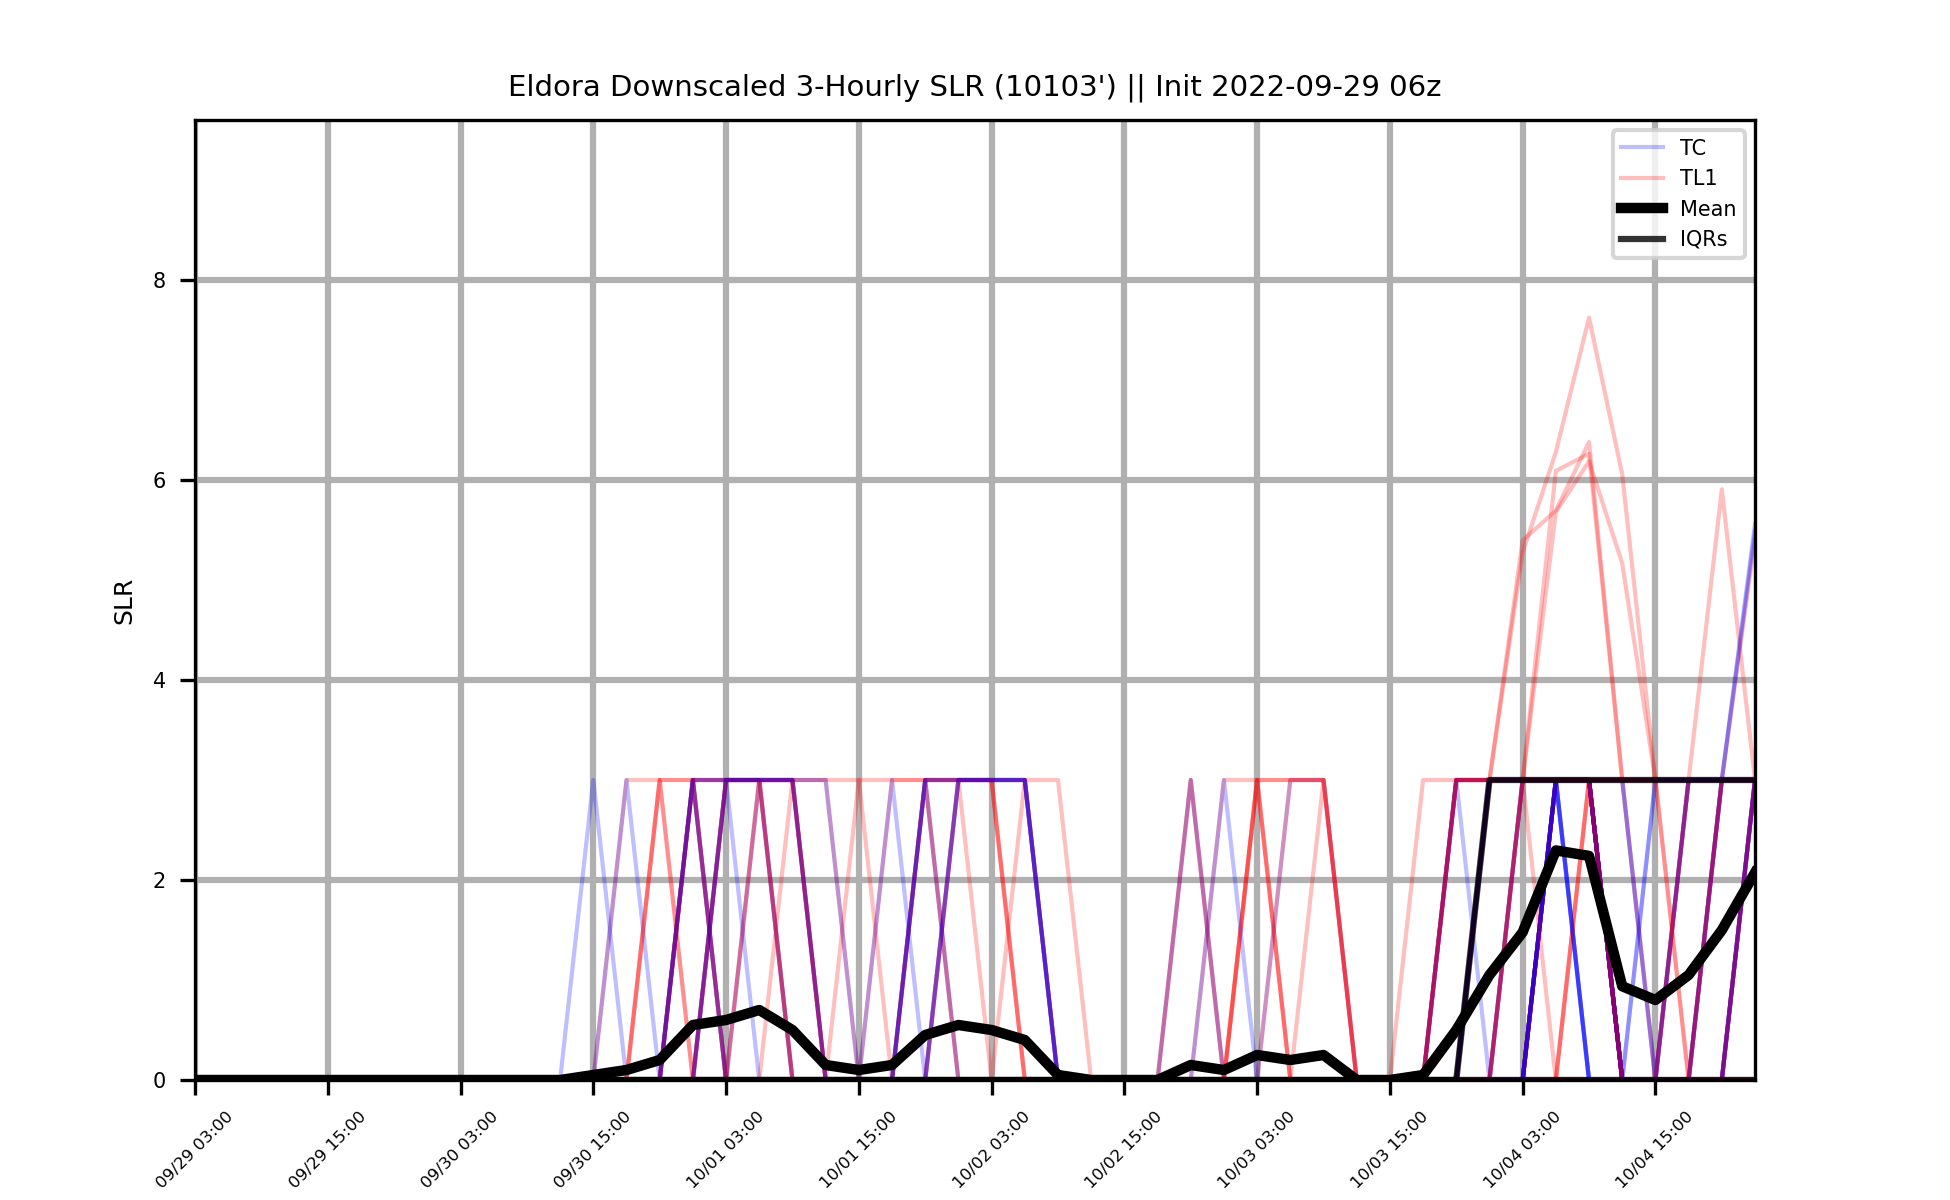 Eldora Downscaled 3-Hourly SLR (10103') || Init 2022-09-29 06z
TC
TL1
Mean
IQRs
SLR
8
6
4
2
0
09/29 03:00
09/29 15:00
09/30 03:00
09/30 15:00
10/01 03:00
10/01 15:00
10/02 03:00
10/02 15:00
10/03 03:00
10/03 15:00
10/04 03:00
10/04 15:00